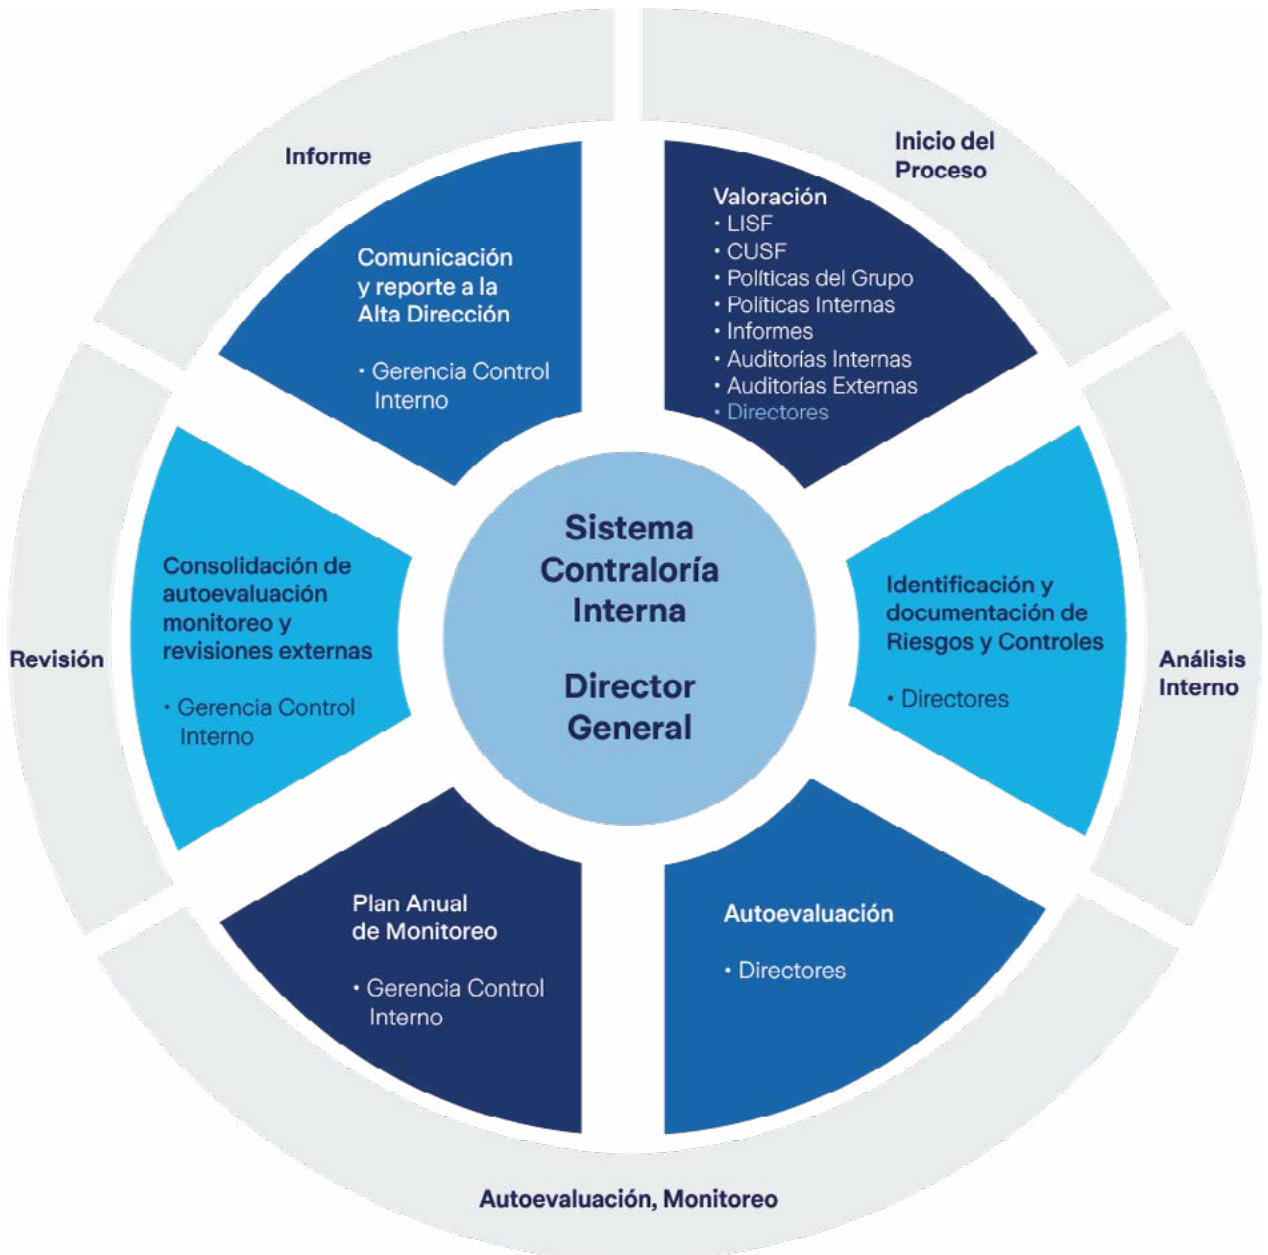 Inicio del
Proceso
Valoración
• LISF
• CUSF
• Políticas del Grupo
• Políticas Internas
• Informes
• Auditorías Internas
• Auditorías Externas
• Directores
Análisis
Interno
Identificación y
documentación de
Riesgos y Controles
• Directores
Autoevaluación
• Directores
Autoevaluación, Monitoreo
Plan Anual
de Monitoreo
• Gerencia Control
Interno
Revisión
Consolidación de
autoevaluación
monitoreo y
revisiones externas
• Gerencia Control
Interno
Informe
Comunicación
y reporte a la
Alta Dirección
• Gerencia Control
Interno
Sistema
Contraloría
Interna
Director
General